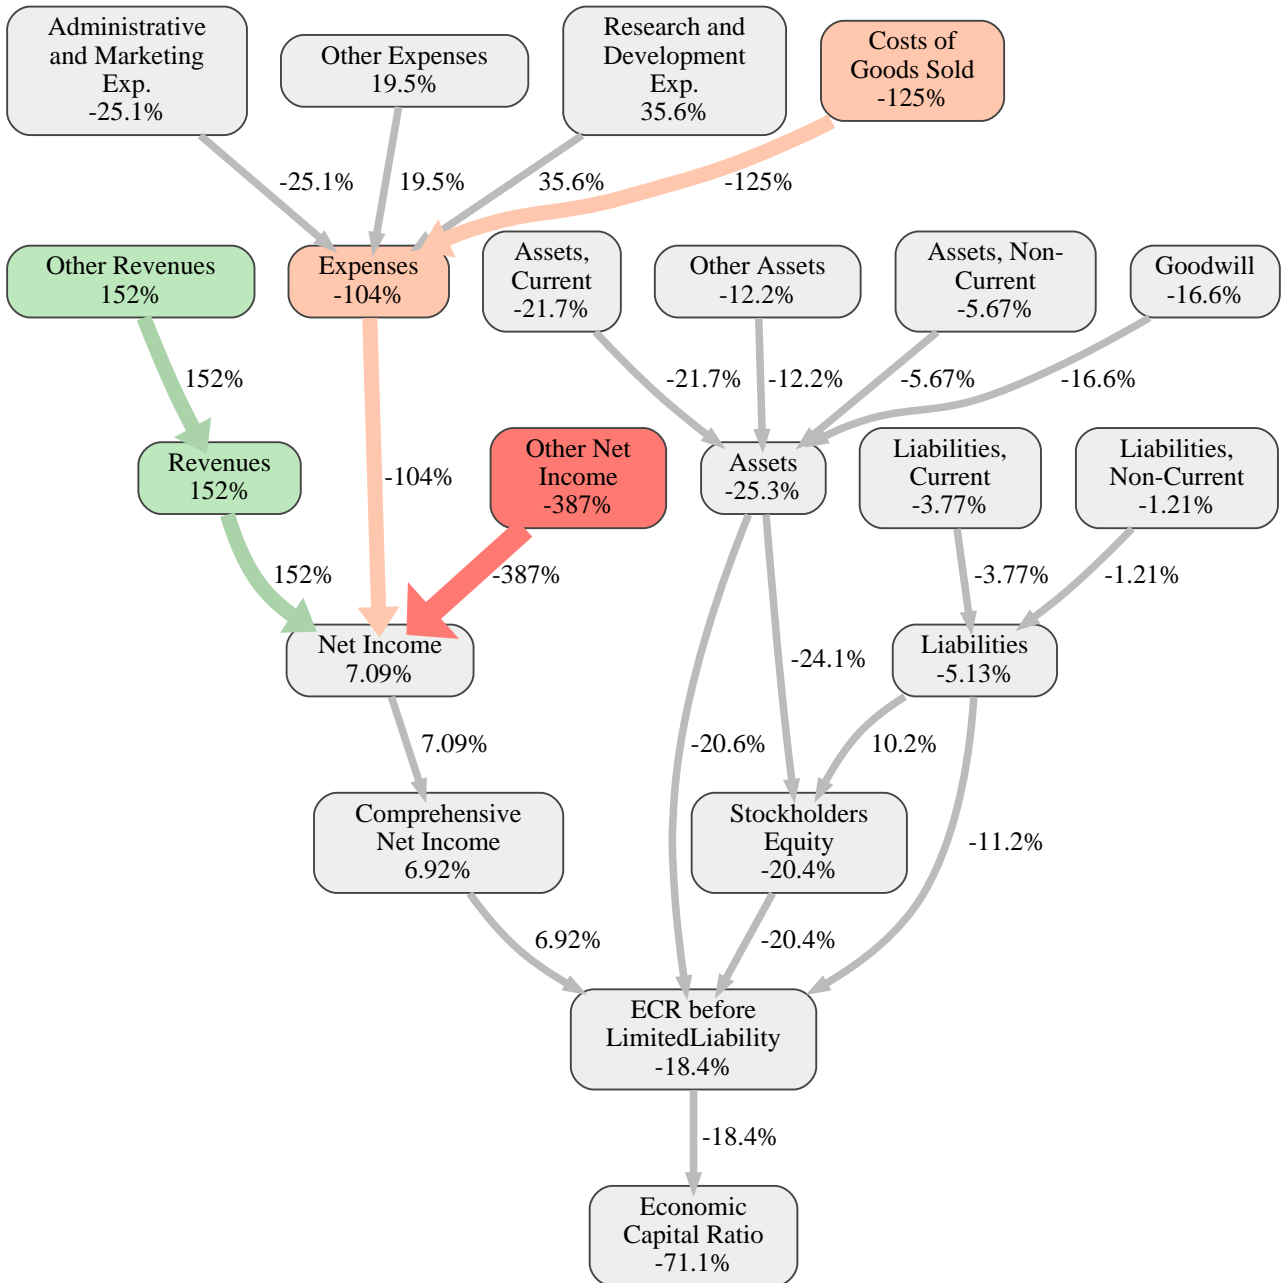 Administrative
and Marketing
Exp.
-25.1%
Other Expenses
19.5%
Research and
Development
Exp.
35.6%
Costs of
Goods Sold
-125%
-25.1%
19.5%
35.6%
-125%
Other Revenues
152%
Expenses
-104%
Assets,
Current
-21.7%
Other Assets
-12.2%
Assets, Non-
Current
-5.67%
Goodwill
-16.6%
152%
-21.7%
-12.2%
-5.67%
-16.6%
Revenues
152%
-104%
Other Net
Income
-387%
Assets
-25.3%
Liabilities,
Current
-3.77%
Liabilities,
Non-Current
-1.21%
152%
-387%
-3.77%
-1.21%
Net Income
7.09%
-24.1%
Liabilities
-5.13%
7.09%
-20.6%
10.2%
Comprehensive
Net Income
6.92%
Stockholders
Equity
-20.4%
-11.2%
6.92%
-20.4%
ECR before
LimitedLiability
-18.4%
-18.4%
Economic
Capital Ratio
-71.1%